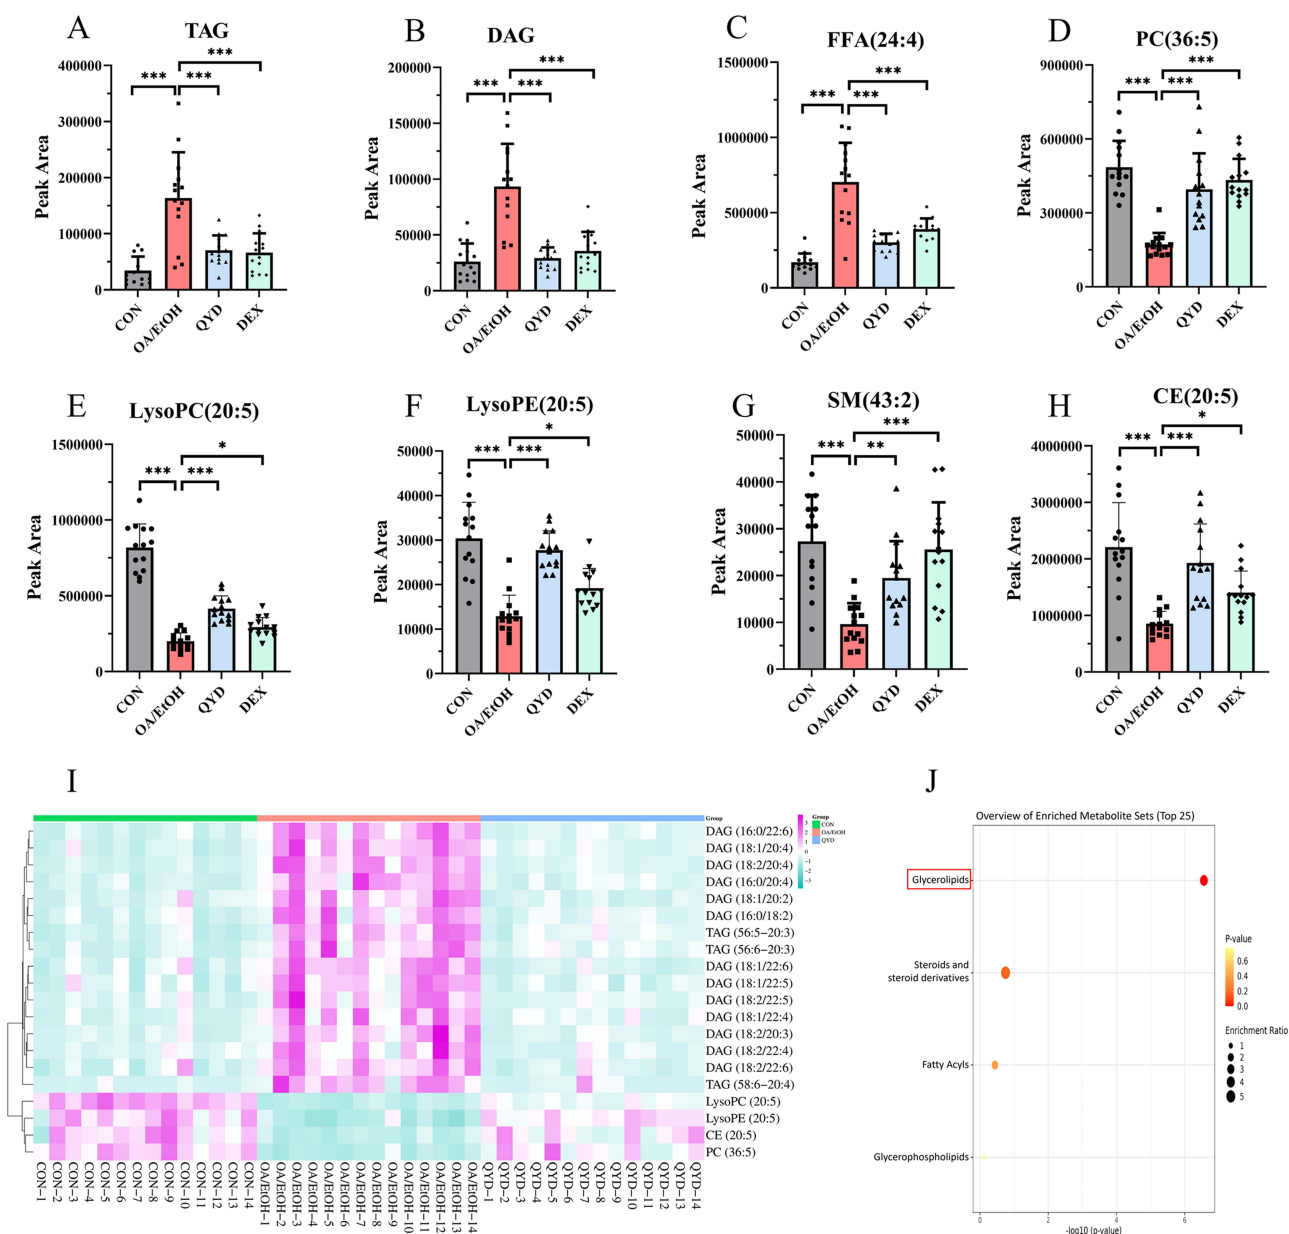 A
TAG
Peak Area
400000
300000
200000
100000
0
*** *** ***
CON
OA/EtOH
QYD
DEX
B
DAG
Peak Area
200000
150000
100000
50000
0
*** *** ***
CON
OA/EtOH
QYD
DEX
C
FFA(24:4)
Peak Area
1500000
1000000
500000
0
*** *** ***
CON
OA/EtOH
QYD
DEX
D
PC(36:5)
Peak Area
900000
600000
300000
0
*** *** ***
CON
OA/EtOH
QYD
DEX
E
LysoPC(20:5)
Peak Area
1500000
1000000
500000
0
*** *** *
CON
OA/EtOH
QYD
DEX
F
LysoPE(20:5)
Peak Area
50000
40000
30000
20000
10000
0
*** *** *
CON
OA/EtOH
QYD
DEX
G
SM(43:2)
Peak Area
50000
40000
30000
20000
10000
0
*** ** ***
CON
OA/EtOH
QYD
DEX
H
CE(20:5)
Peak Area
4000000
3000000
2000000
1000000
0
*** *** *
CON
OA/EtOH
QYD
DEX
I
Group
DAG (16:0/22:6)
DAG (18:1/20:4)
DAG (18:2/20:4)
DAG (16:0/20:4)
DAG (18:1/20:2)
DAG (16:0/18:2)
TAG (56:5−20:3)
TAG (56:6−20:3)
DAG (18:1/22:6)
DAG (18:1/22:5)
DAG (18:2/22:5)
DAG (18:1/22:4)
DAG (18:2/20:3)
DAG (18:2/22:4)
DAG (18:2/22:6)
TAG (58:6−20:4)
LysoPC (20:5)
LysoPE (20:5)
CE (20:5)
PC (36:5)
3
2
1
0
−1
−2
−3
Group
CON
OA/EtOH
QYD
CON−1
CON−2
CON−3
CON−4
CON−5
CON−6
CON−7
CON−8
CON−9
CON−10
CON−11
CON−12
CON−13
CON−14
OA/EtOH−1
OA/EtOH−2
OA/EtOH−3
OA/EtOH−4
OA/EtOH−5
OA/EtOH−6
OA/EtOH−7
OA/EtOH−8
OA/EtOH−9
OA/EtOH−10
OA/EtOH−11
OA/EtOH−12
OA/EtOH−13
OA/EtOH−14
QYD−1
QYD−2
QYD−3
QYD−4
QYD−5
QYD−6
QYD−7
QYD−8
QYD−9
QYD−10
QYD−11
QYD−12
QYD−13
QYD−14
J
Overview of Enriched Metabolite Sets (Top 25)
Glycerolipids
Steroids and
steroid derivatives
Fatty Acyls
Glycerophospholipids
0 2 4 6
-log10 (p-value)
P-value
0.6
0.4
0.2
0.0
Enrichment Ratio
1
2
3
4
5